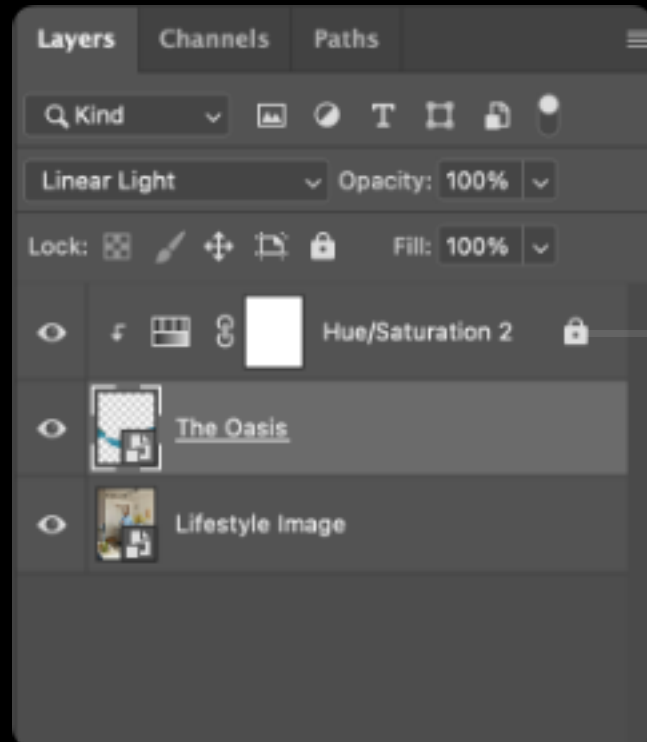 Layers Channels Paths
Kind
Linear Light Opacity: 100%
Lock: Fill: 100%
Hue/Saturation 2
The Oasis
Lifestyle Image